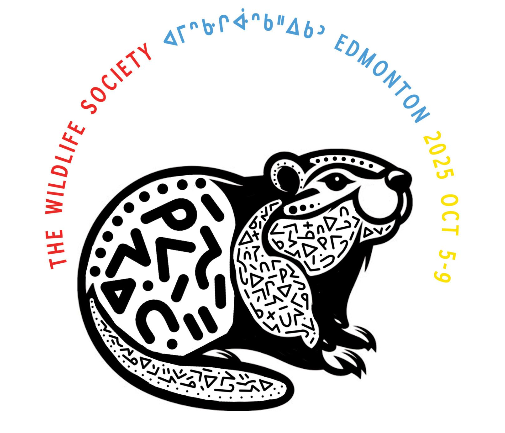 THE WILDLIFE SOCIETY ᐊᒥᐢᑿᒋᐚᐢᑲᐦᐃᑲᐣ EDMONTON 2025 OCT 5-9